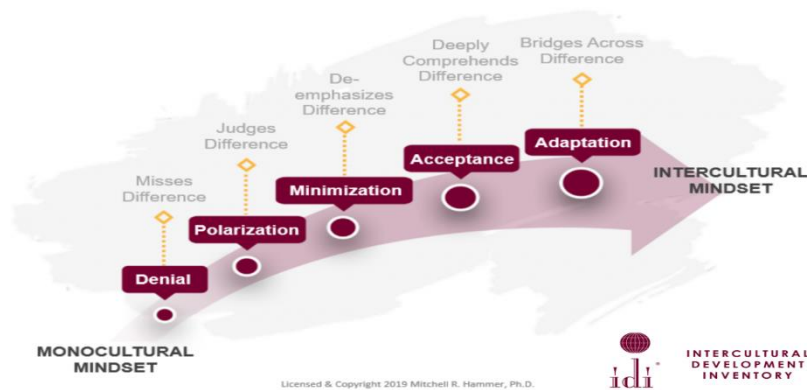 Bridges Across
Difference
Deeply
Comprehends
Difference
De-
emphasizes
Difference
Judges
Difference
Misses
Difference
Adaptation
Acceptance
Minimization
Polarization
Denial
INTERCULTURAL
MINDSET
MONOCULTURAL
MINDSET
idi
INTERCULTURAL
DEVELOPMENT
INVENTORY
Licensed & Copyright 2019 Mitchell R. Hammer, Ph.D.